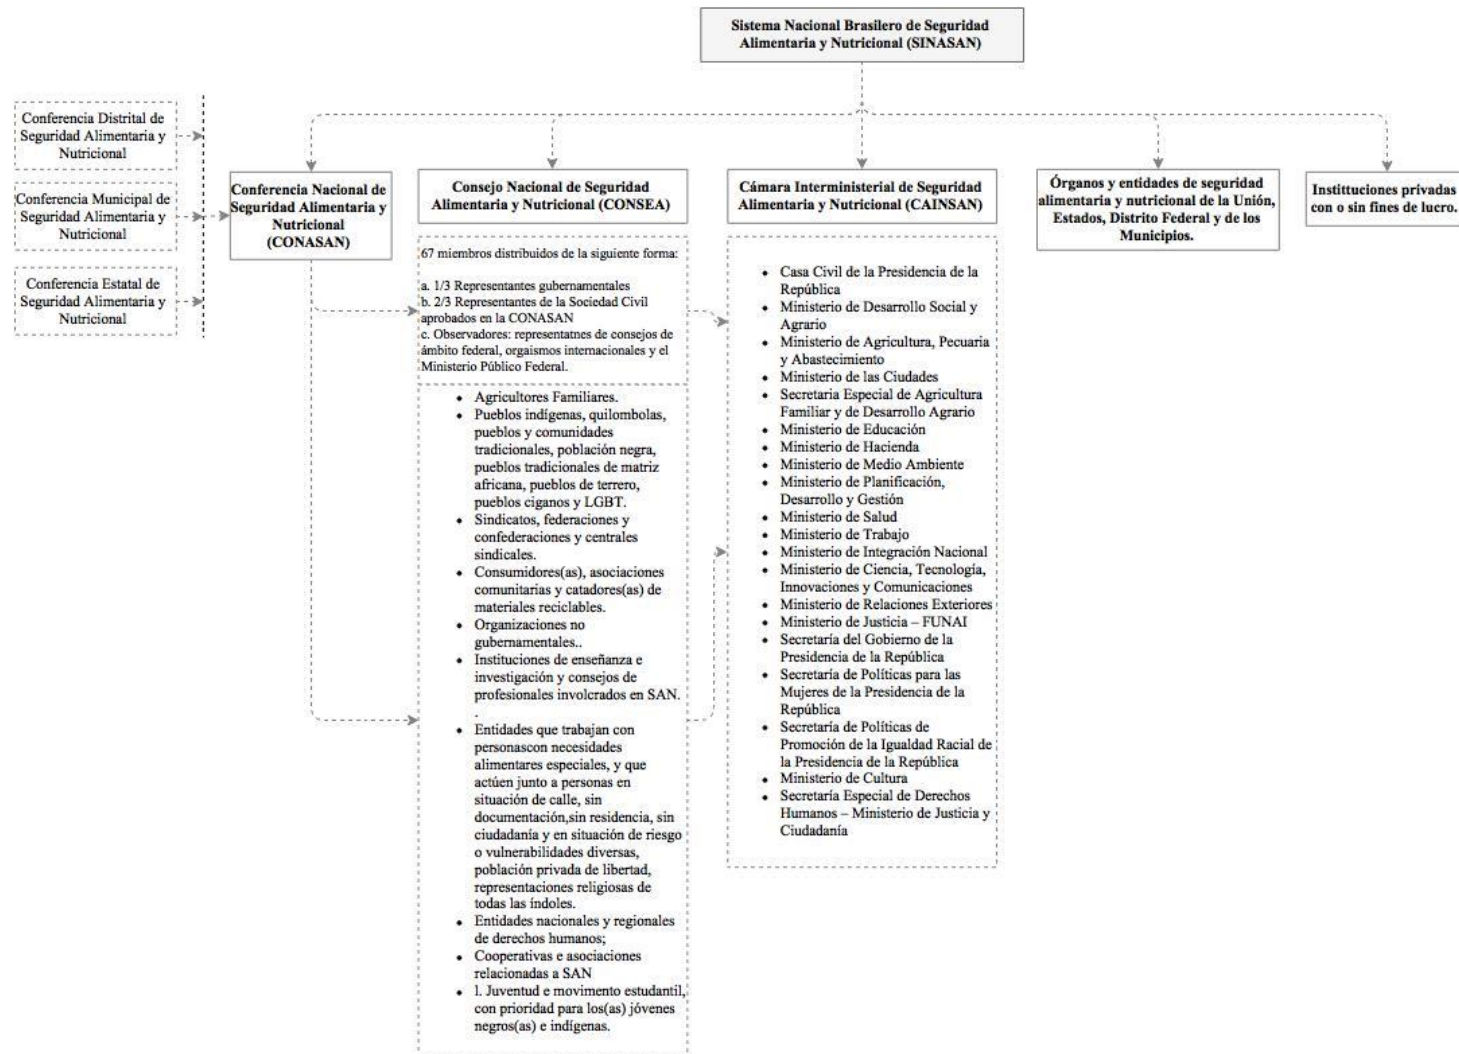 Sistema Nacional Brasilero de Seguridad
Alimentaria y Nutricional (SINASAN)
Conferencia Distrital de
Seguridad Alimentaria y
Nutricional
Conferencia Municipal de
Seguridad Alimentaria y
Nutricional
Conferencia Estatal de
Seguridad Alimentaria y
Nutricional
Conferencia Nacional de
Seguridad Alimentaria y
Nutricional
(CONASAN)
Consejo Nacional de Seguridad
Alimentaria y Nutricional (CONSEA)
67 miembros distribuidos de la siguiente forma:
a. 1/3 Representantes gubernamentales
b. 2/3 Representantes de la Sociedad Civil
aprobados en la CONASAN
c. Observadores: representatnes de consejos de
ámbito federal, orgaismos internacionales y el
Ministerio Público Federal.
• Agricultores Familiares.
• Pueblos indígenas, quilombolas,
pueblos y comunidades
tradicionales, población negra,
pueblos tradicionales de matriz
africana, pueblos de terrero,
pueblos ciganos y LGBT.
• Sindicatos, federaciones y
confederaciones y centrales
sindicales.
• Consumidores(as), asociaciones
comunitarias y catadores(as) de
materiales reciclables.
• Organizaciones no
gubernamentales..
• Instituciones de enseñanza e
investigación y consejos de
profesionales involcrados en SAN.
.
• Entidades que trabajan con
personascon necesidades
alimentares especiales, y que
actúen junto a personas en
situación de calle, sin
documentación,sin residencia, sin
ciudadanía y en situación de riesgo
o vulnerabilidades diversas,
población privada de libertad,
representaciones religiosas de
todas las índoles.
• Entidades nacionales y regionales
de derechos humanos;
• Cooperativas e asociaciones
relacionadas a SAN
• l. Juventud e movimento estudantil,
con prioridad para los(as) jóvenes
negros(as) e indígenas.
Cámara Interministerial de Seguridad
Alimentaria y Nutricional (CAINSAN)
• Casa Civil de la Presidencia de la
República
• Ministerio de Desarrollo Social y
Agrario
• Ministerio de Agricultura, Pecuaria
y Abastecimiento
• Ministerio de las Ciudades
• Secretaria Especial de Agricultura
Familiar y de Desarrollo Agrario
• Ministerio de Educación
• Ministerio de Hacienda
• Ministerio de Medio Ambiente
• Ministerio de Planificación,
Desarrollo y Gestión
• Ministerio de Salud
• Ministerio de Trabajo
• Ministerio de Integración Nacional
• Ministerio de Ciencia, Tecnología,
Innovaciones y Comunicaciones
• Ministerio de Relaciones Exteriores
• Ministerio de Justicia – FUNAI
• Secretaría del Gobierno de la
Presidencia de la República
• Secretaría de Políticas para las
Mujeres de la Presidencia de la
República
• Secretaría de Políticas de
Promoción de la Igualdad Racial de
la Presidencia de la República
• Ministerio de Cultura
• Secretaría Especial de Derechos
Humanos – Ministerio de Justicia y
Ciudadanía
Órganos y entidades de seguridad
alimentaria y nutricional de la Unión,
Estados, Distrito Federal y de los
Municipios.
Instituciones privadas
con o sin fines de lucro.